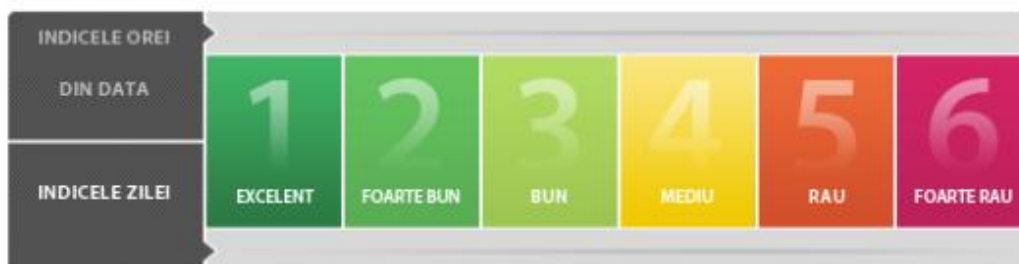 INDICELE OREI
DIN DATA
INDICELE ZILEI
1
EXCELENT
2
FOARTE BUN
3
BUN
4
MEDIU
5
RAU
6
FOARTE RAU